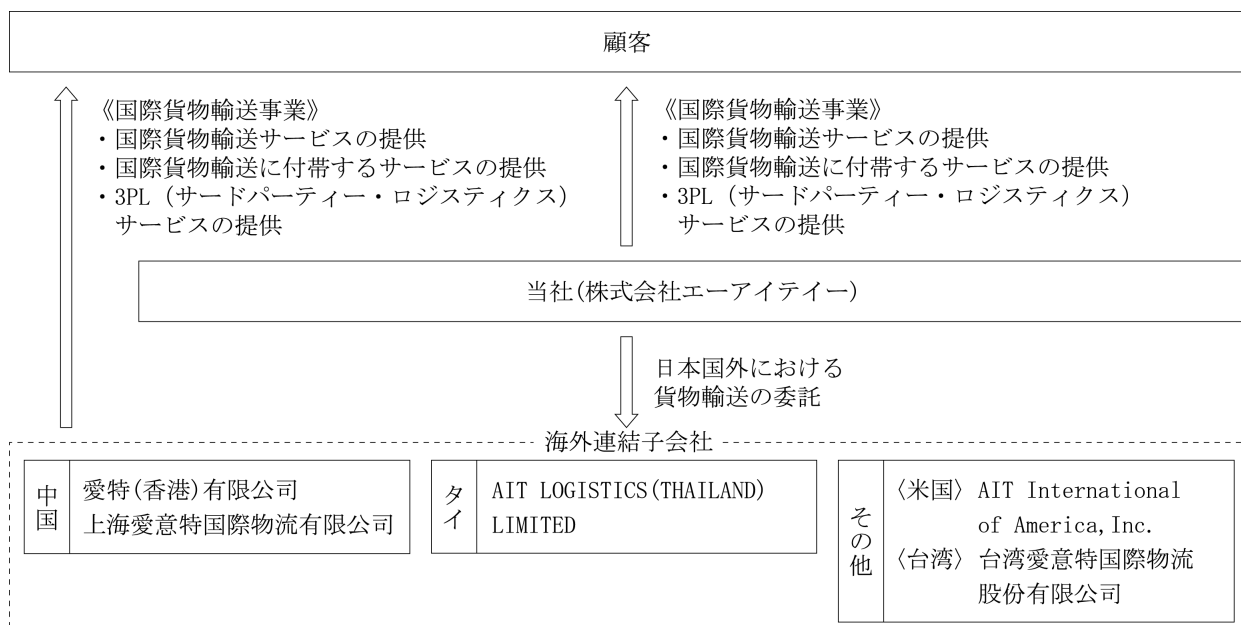 顧客
《国際貨物輸送事業》
・国際貨物輸送サービスの提供
・国際貨物輸送に付帯するサービスの提供
・3PL（サードパーティー・ロジスティクス）
サービスの提供
《国際貨物輸送事業》
・国際貨物輸送サービスの提供
・国際貨物輸送に付帯するサービスの提供
・3PL（サードパーティー・ロジスティクス）
サービスの提供
当社(株式会社エーアイテイー)
日本国外における
貨物輸送の委託
海外連結子会社
中国
愛特(香港)有限公司
上海愛意特国際物流有限公司
タイ
AIT LOGISTICS(THAILAND)
LIMITED
その他
〈米国〉AIT International
of America,Inc.
〈台湾〉台湾愛意特国際物流
股份有限公司